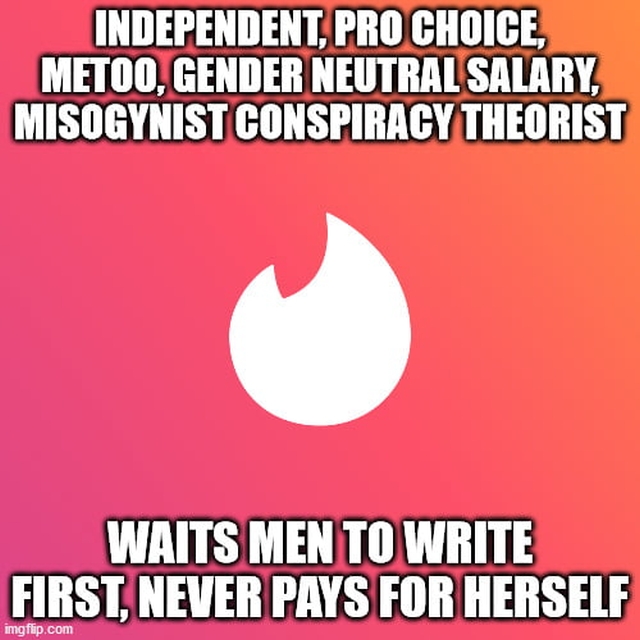 INDEPENDENT, PRO CHOICE,
METOO, GENDER NEUTRAL SALARY,
MISOGYNIST CONSPIRACY THEORIST
WAITS MEN TO WRITE
FIRST, NEVER PAYS FOR HERSELF
imgflip.com